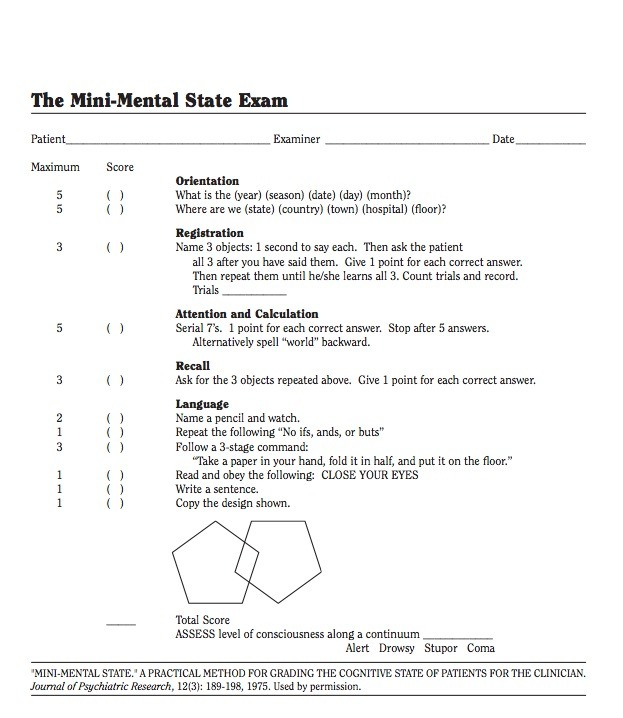 The Mini-Mental State Exam
Patient______________________________ Examiner ________________________ Date__________
Maximum Score
Orientation
5 ( ) What is the (year) (season) (date) (day) (month)?
5 ( ) Where are we (state) (country) (town) (hospital) (floor)?
Registration
3 ( ) Name 3 objects: 1 second to say each. Then ask the patient
all 3 after you have said them. Give 1 point for each correct answer.
Then repeat them until he/she learns all 3. Count trials and record.
Trials __________
Attention and Calculation
5 ( ) Serial 7's. 1 point for each correct answer. Stop after 5 answers.
Alternatively spell “world” backward.
Recall
3 ( ) Ask for the 3 objects repeated above. Give 1 point for each correct answer.
Language
2 ( ) Name a pencil and watch.
1 ( ) Repeat the following “No ifs, ands, or buts”
3 ( ) Follow a 3-stage command:
“Take a paper in your hand, fold it in half, and put it on the floor.”
1 ( ) Read and obey the following: CLOSE YOUR EYES
1 ( ) Write a sentence.
1 ( ) Copy the design shown.
_____ Total Score
ASSESS level of consciousness along a continuum ___________
Alert Drowsy Stupor Coma
"MINI-MENTAL STATE." A PRACTICAL METHOD FOR GRADING THE COGNITIVE STATE OF PATIENTS FOR THE CLINICIAN.
Journal of Psychiatric Research, 12(3): 189-198, 1975. Used by permission.